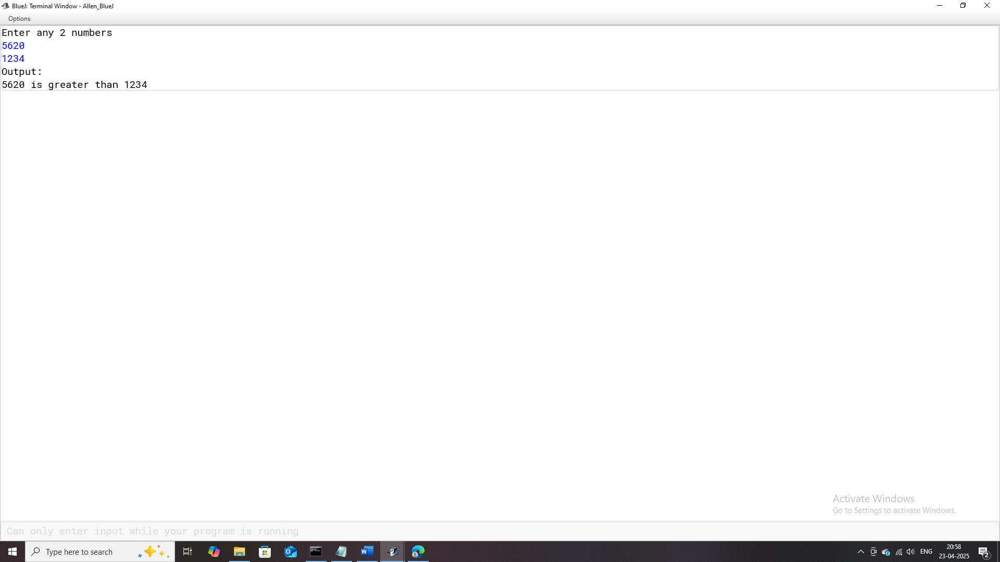 BlueJ: Terminal Window - Allen_BlueJ
Options
Enter any 2 numbers
5620
1234
Output:
5620 is greater than 1234
Activate Windows
Go to Settings to activate Windows.
Can only enter input while your program is running
Type here to search
ENG
20:58
23-04-2025
2